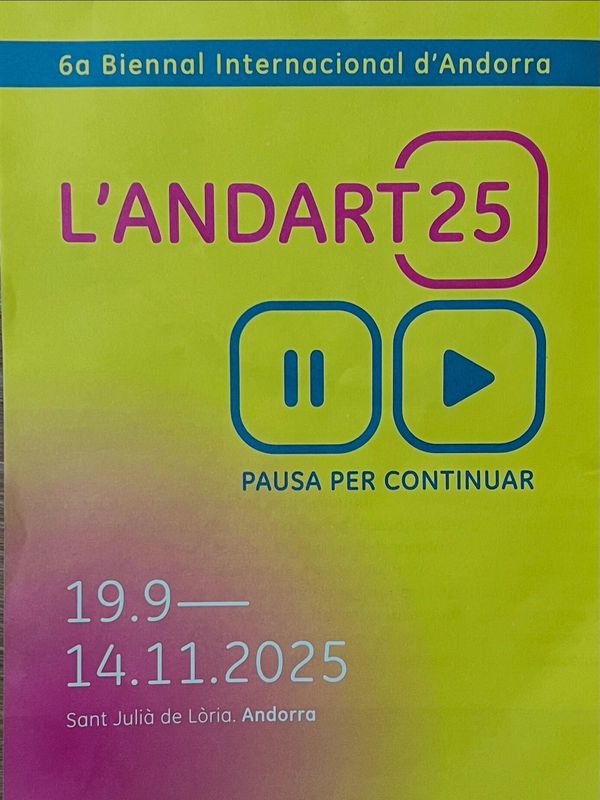 6a Biennal Internacional d'Andorra
L'ANDART25
PAUSA PER CONTINUAR
19.9—
14.11.2025
Sant Julià de Lòria. Andorra